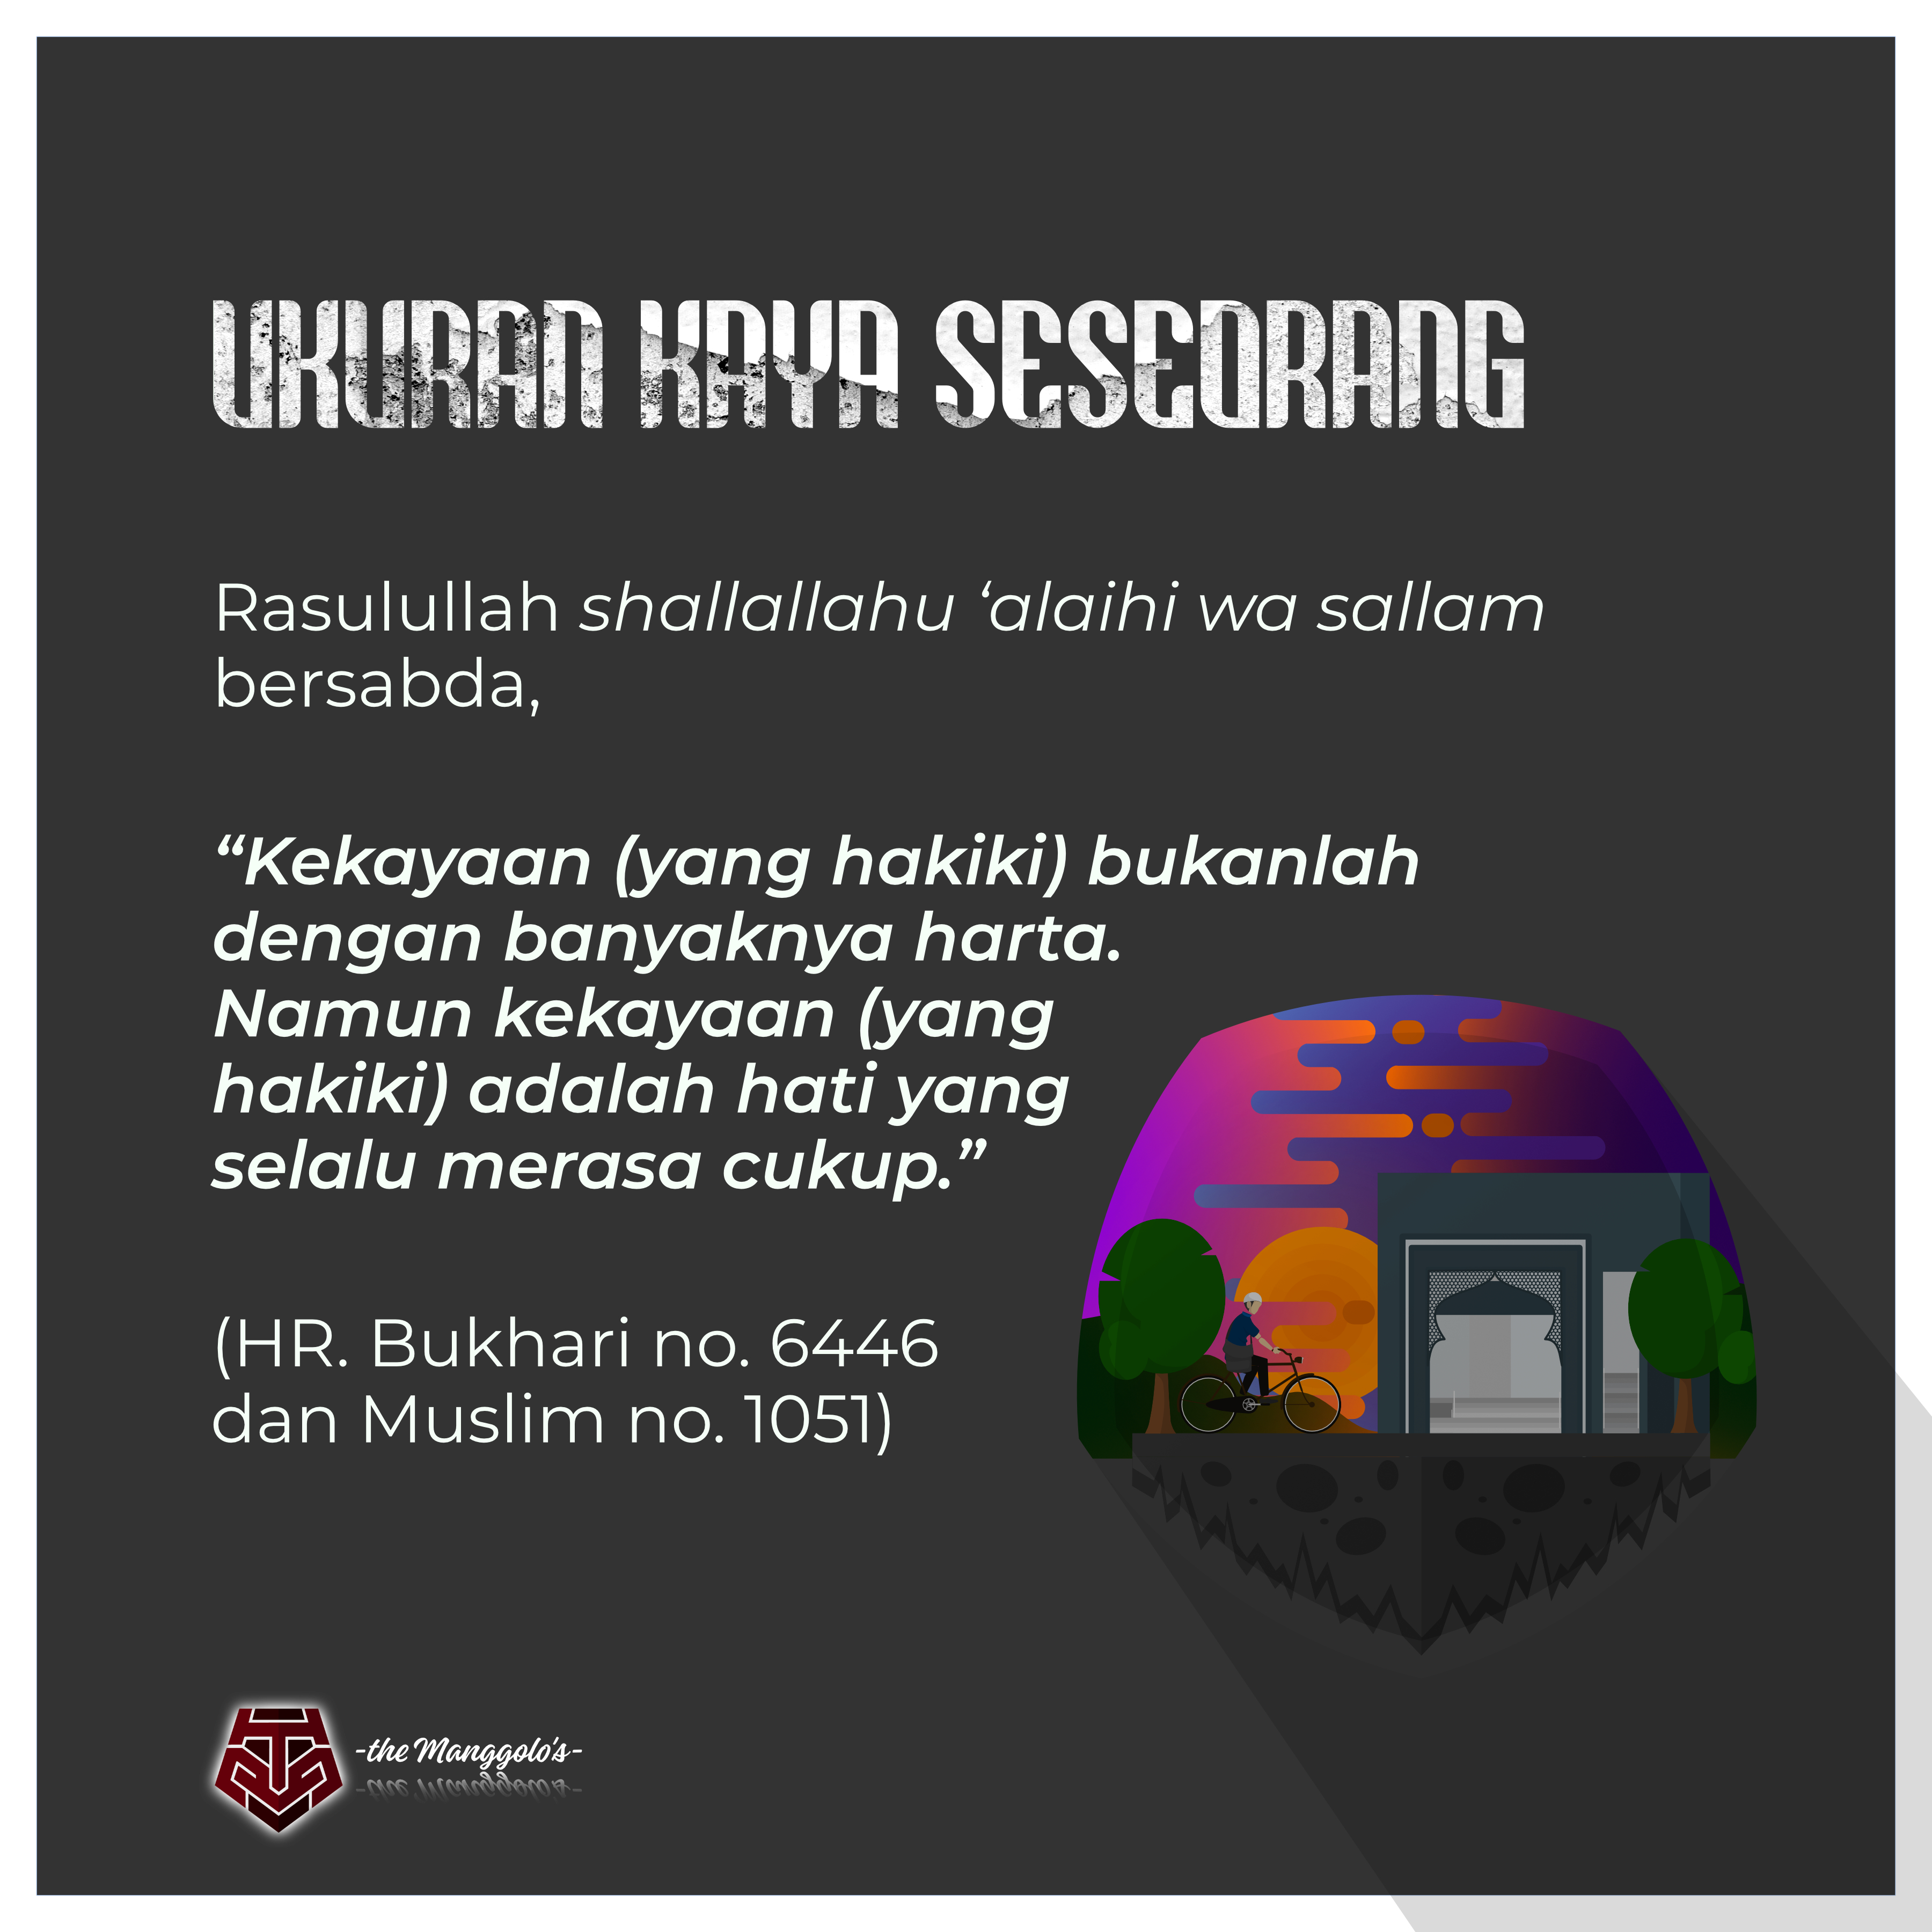 UKURAN KAYA SESEORANG
Rasulullah shallallahu ‘alaihi wa sallam
bersabda,
“Kekayaan (yang hakiki) bukanlah
dengan banyaknya harta.
Namun kekayaan (yang
hakiki) adalah hati yang
selalu merasa cukup.”
(HR. Bukhari no. 6446
dan Muslim no. 1051)
-the Manggolo's-